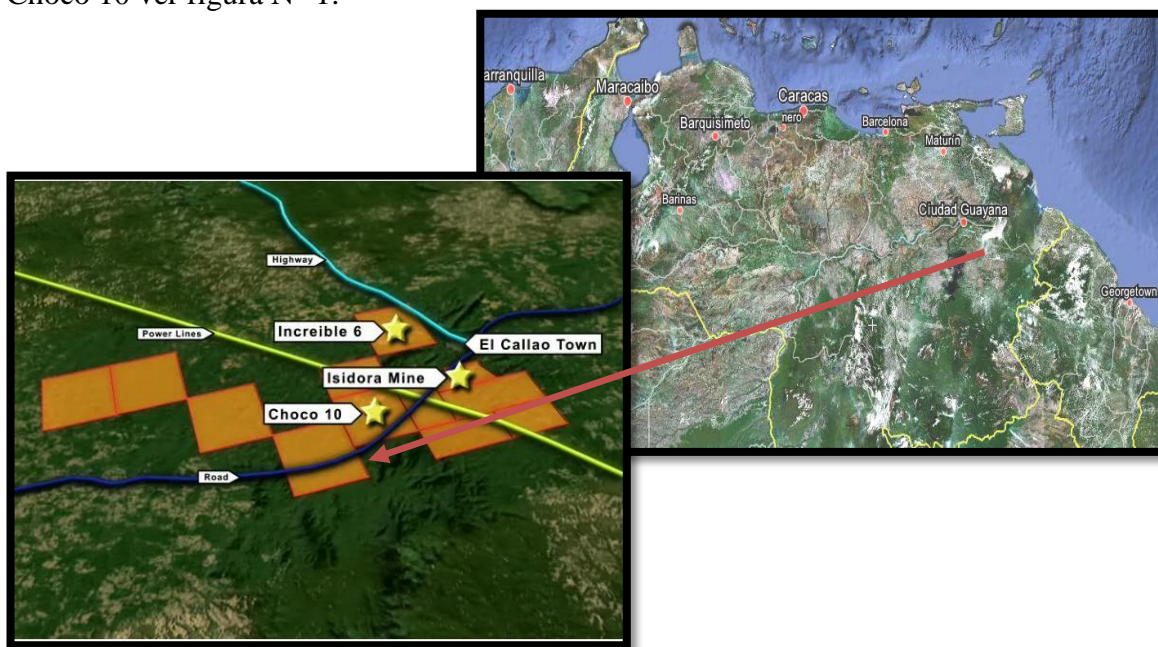 Choco 10 ver figura N° 1.
arranquilla
Maracaibo
Caracas
Barquisimeto
nero
Barcelona
Maturín
Barinas
Ciudad Guayana
Georgetown
Highway
Power Lines
Increible 6
El Callao Town
Isidora Mine
Choco 10
Road